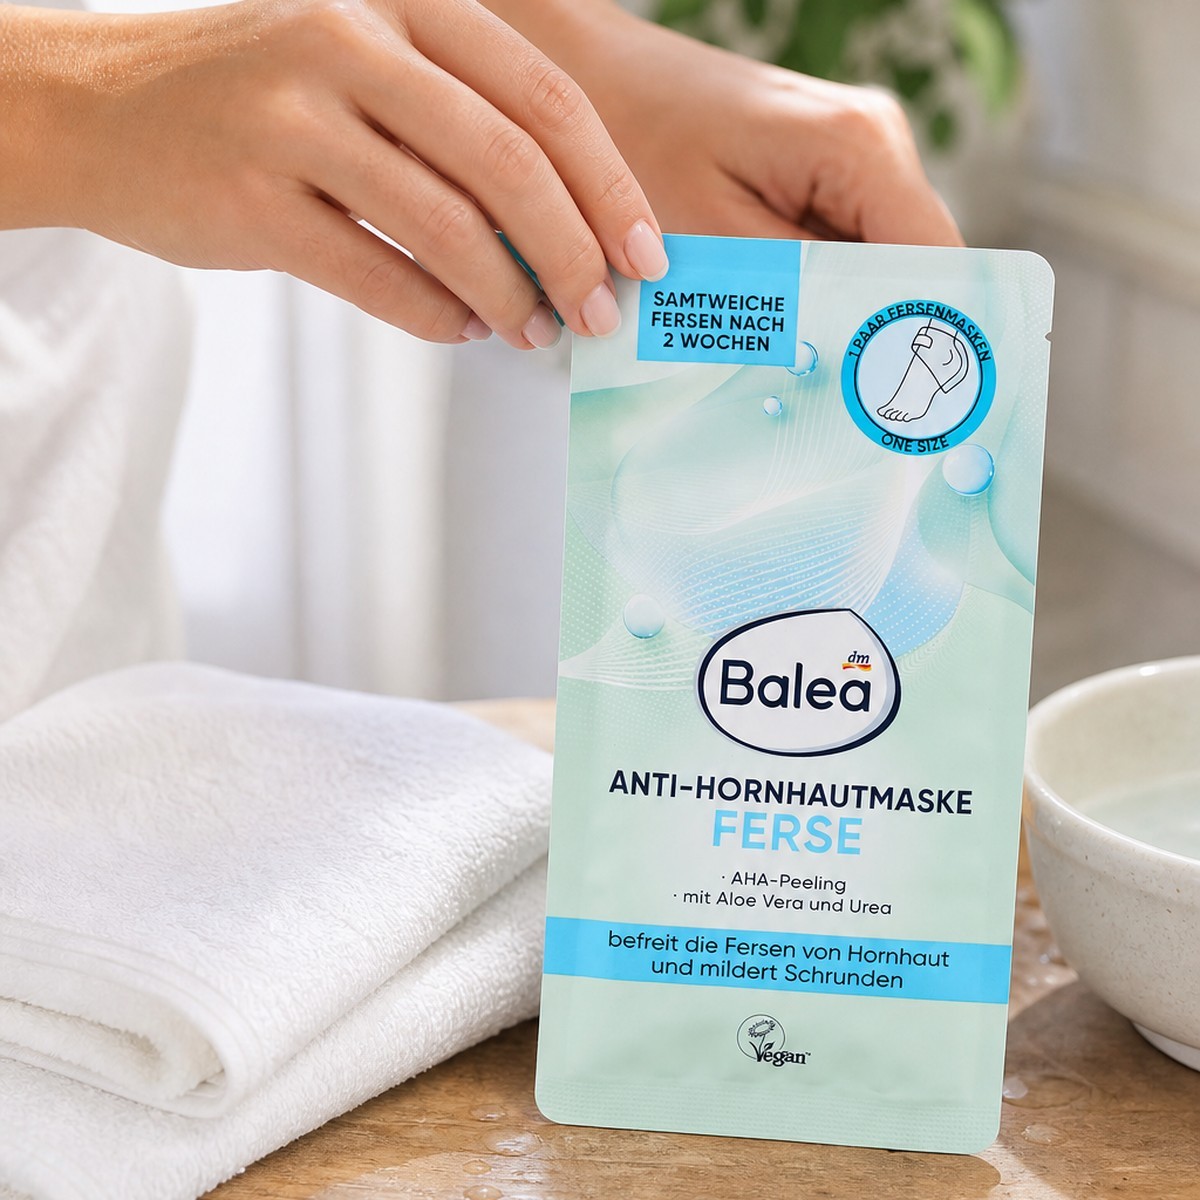 SAMTWEICHE
FERSEN NACH
2 WOCHEN
1 PAAR FERSENMASKEN
ONE SIZE
dm
Balea
ANTI-HORNHAUTMASKE
FERSE
· AHA-Peeling
· mit Aloe Vera und Urea
befreit die Fersen von Hornhaut
und mildert Schrunden
Vegan™